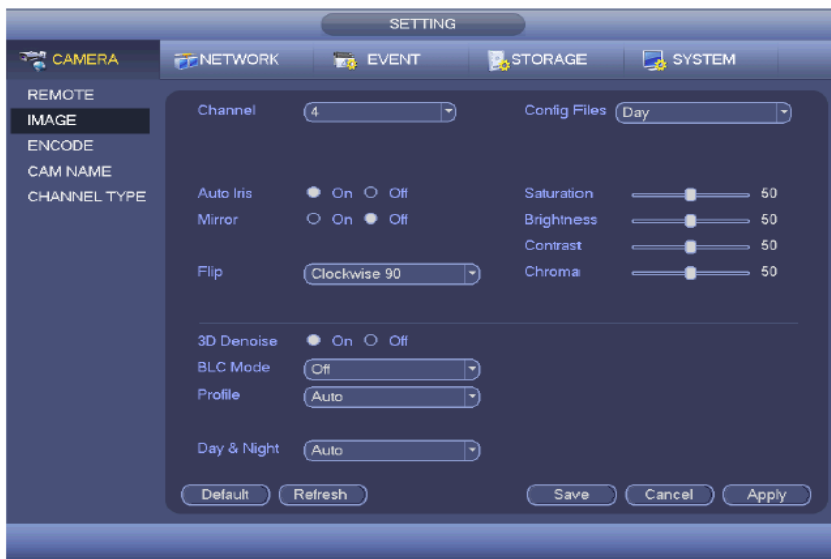 SETTING
CAMERA NETWORK EVENT STORAGE SYSTEM
REMOTE
IMAGE
ENCODE
CAM NAME
CHANNEL TYPE
Channel 4 Config Files Day
Auto Iris On Off Saturation 50
Mirror On Off Brightness 50
Contrast 50
Flip Clockwise 90 Chroma 50
3D Denoise On Off
BLC Mode Off
Profile Auto
Day & Night Auto
Default Refresh Save Cancel Apply